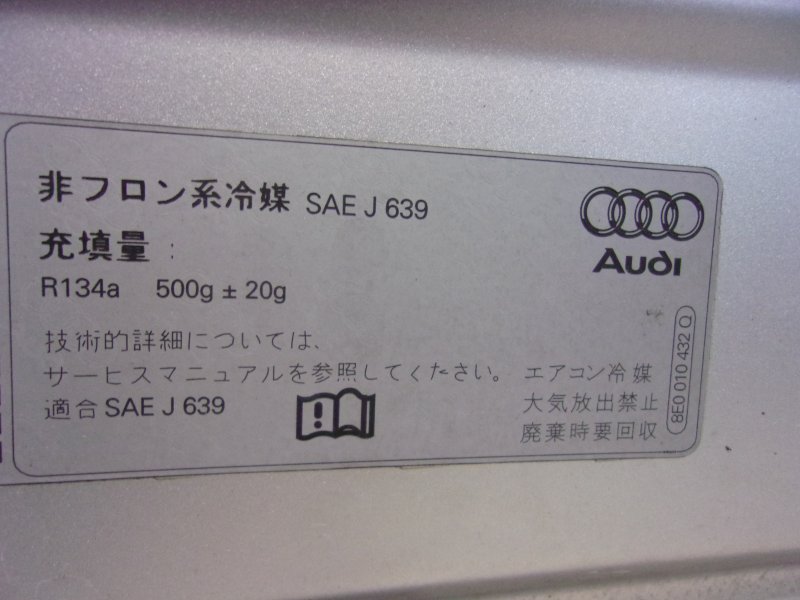 非フロン系冷媒 SAE J 639
充填量 :
R134a 500g ± 20g
技術的詳細については、
サービスマニュアルを参照してください。
適合 SAE J 639
Audi
エアコン冷媒
大気放出禁止
廃棄時要回収
8E0 010 432 Q